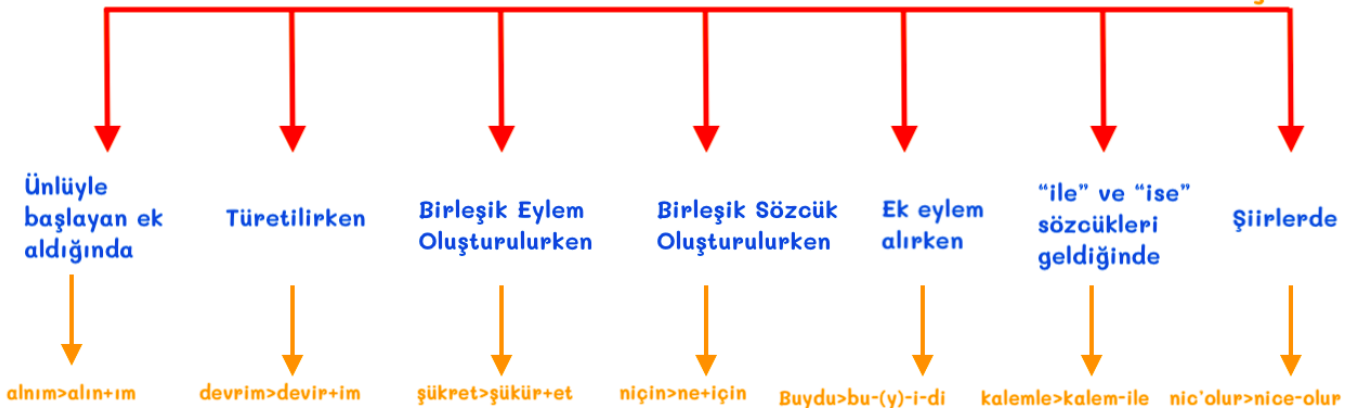 Ünlüyle
başlayan ek
aldığında
Türetilirken
Birleşik Eylem
Oluşturulurken
Birleşik Sözcük
Oluşturulurken
Ek eylem
alırken
“ile” ve “ise”
sözcükleri
geldiğinde
Şiirlerde
alnım>alın+ım
devrim>devir+im
şükret>şükür+et
niçin>ne+için
Buydu>bu-(y)-i-di
kalemle>kalem-ile
nic'olur>nice-olur